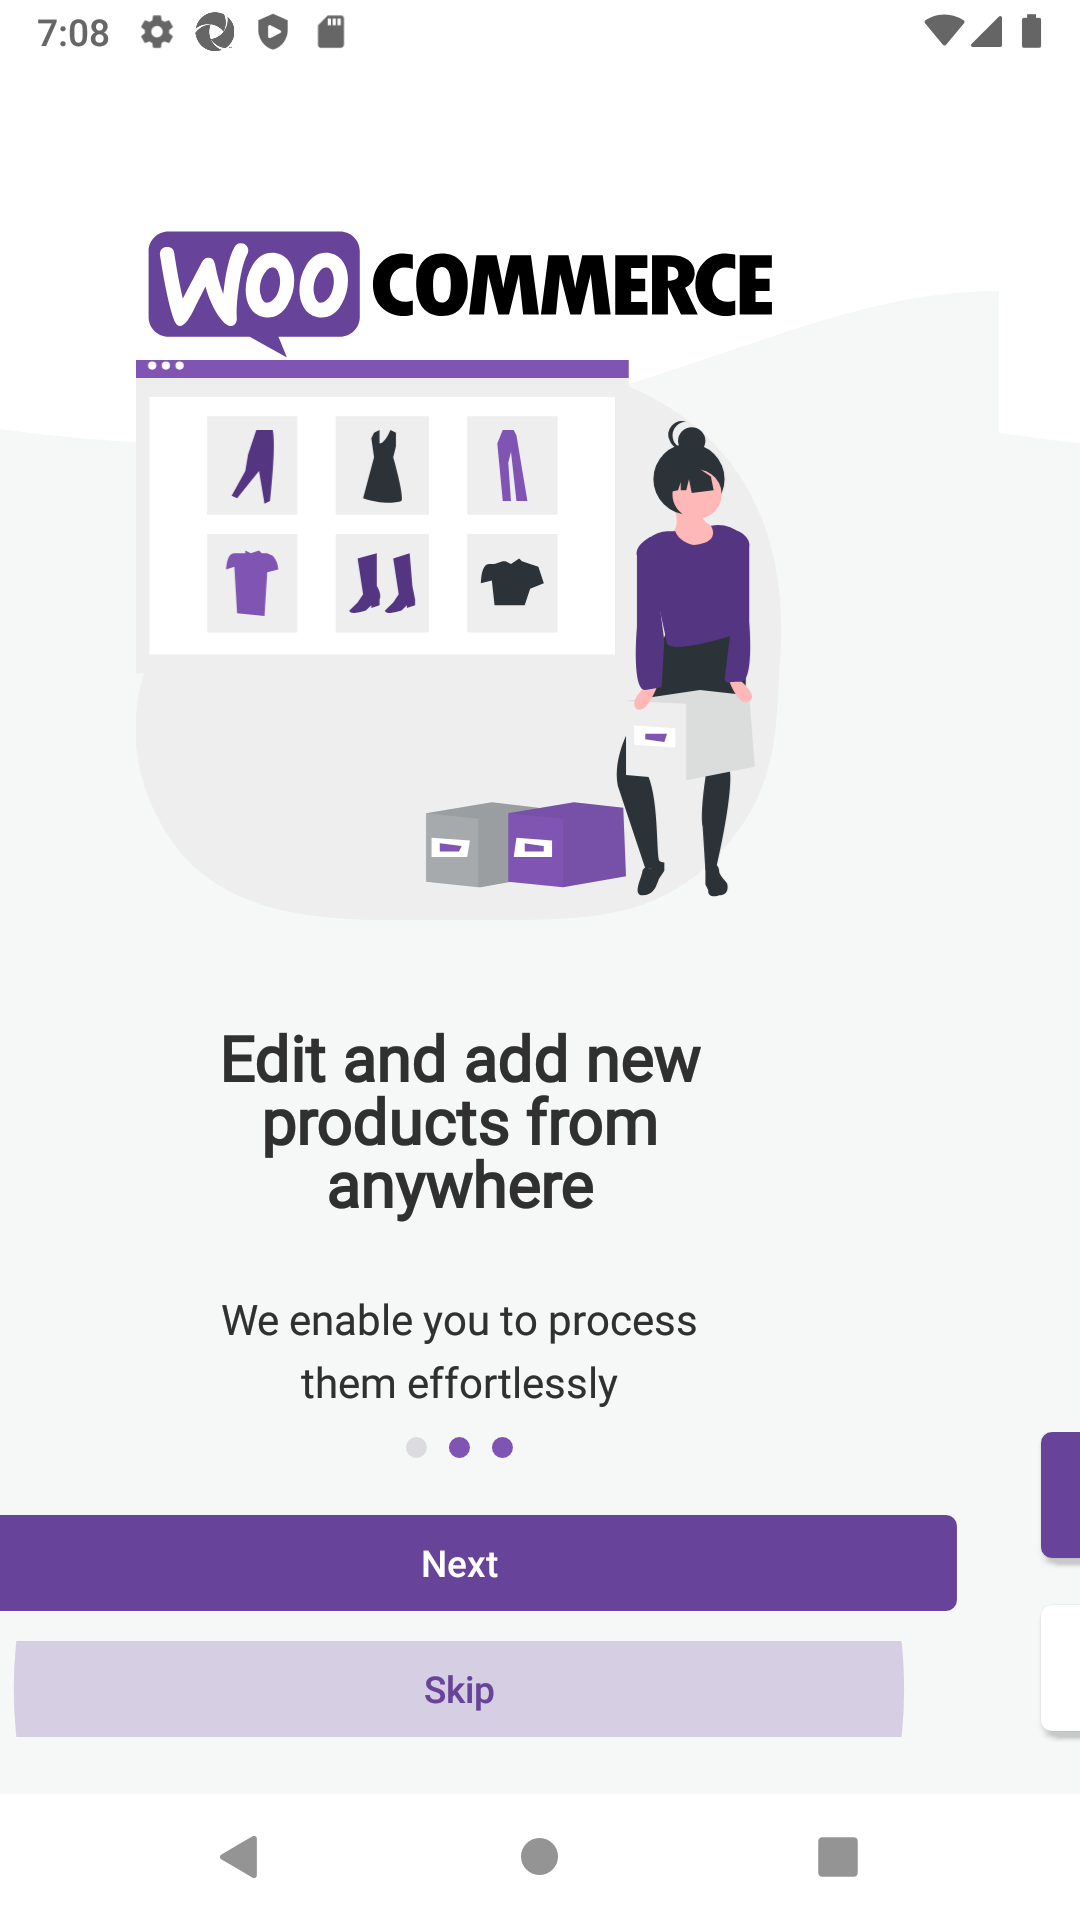 7:08
WOO COMMERCE
Edit and add new
products from
anywhere
We enable you to process
them effortlessly
Next
Skip